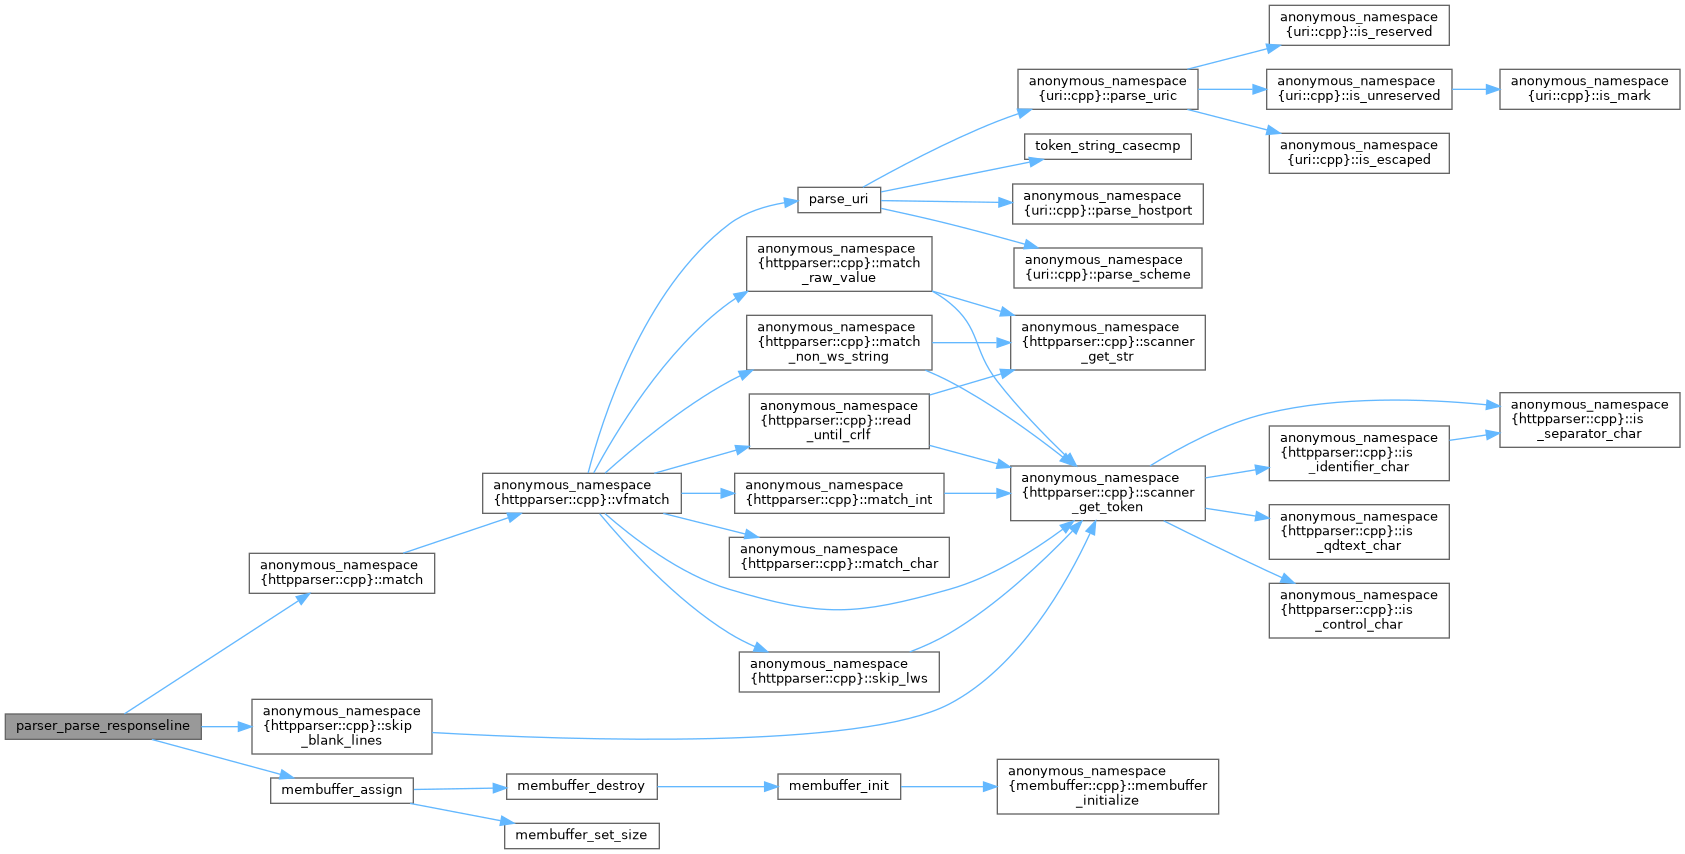 parser_parse_responseline
anonymous_namespace
{httpparser::cpp}::match
anonymous_namespace
{httpparser::cpp}::skip
_blank_lines
membuffer_assign
anonymous_namespace
{httpparser::cpp}::vfmatch
membuffer_destroy
membuffer_set_size
parse_uri
anonymous_namespace
{httpparser::cpp}::match
_raw_value
anonymous_namespace
{httpparser::cpp}::match
_non_ws_string
anonymous_namespace
{httpparser::cpp}::read
_until_crlf
anonymous_namespace
{httpparser::cpp}::match_int
anonymous_namespace
{httpparser::cpp}::match_char
anonymous_namespace
{httpparser::cpp}::skip_lws
membuffer_init
anonymous_namespace
{uri::cpp}::parse_uric
token_string_casecmp
anonymous_namespace
{uri::cpp}::parse_hostport
anonymous_namespace
{uri::cpp}::parse_scheme
anonymous_namespace
{httpparser::cpp}::scanner
_get_str
anonymous_namespace
{httpparser::cpp}::scanner
_get_token
anonymous_namespace
{membuffer::cpp}::membuffer
_initialize
anonymous_namespace
{uri::cpp}::is_reserved
anonymous_namespace
{uri::cpp}::is_unreserved
anonymous_namespace
{uri::cpp}::is_escaped
anonymous_namespace
{httpparser::cpp}::is
_identifier_char
anonymous_namespace
{httpparser::cpp}::is
_qdtext_char
anonymous_namespace
{httpparser::cpp}::is
_control_char
anonymous_namespace
{uri::cpp}::is_mark
anonymous_namespace
{httpparser::cpp}::is
_separator_char